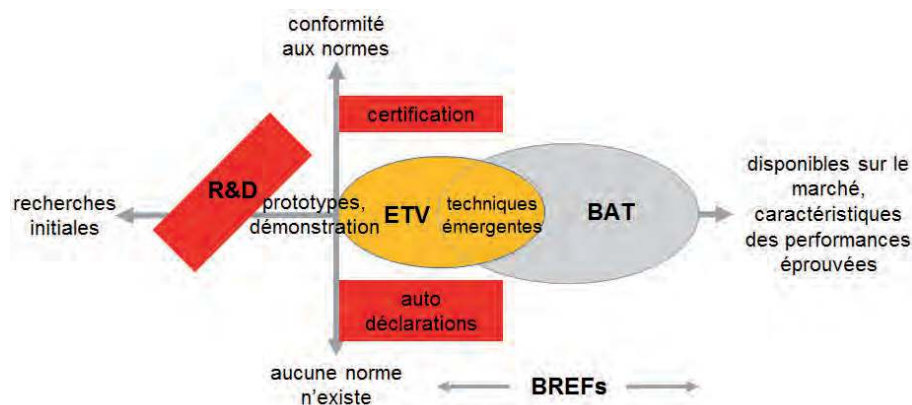 conformité
aux normes
certification
R&D
recherches
initiales
prototypes,
démonstration
ETV
techniques
émergentes
BAT
disponibles sur le
marché,
caractéristiques
des performances
éprouvées
auto
déclarations
aucune norme
n'existe
BREFs